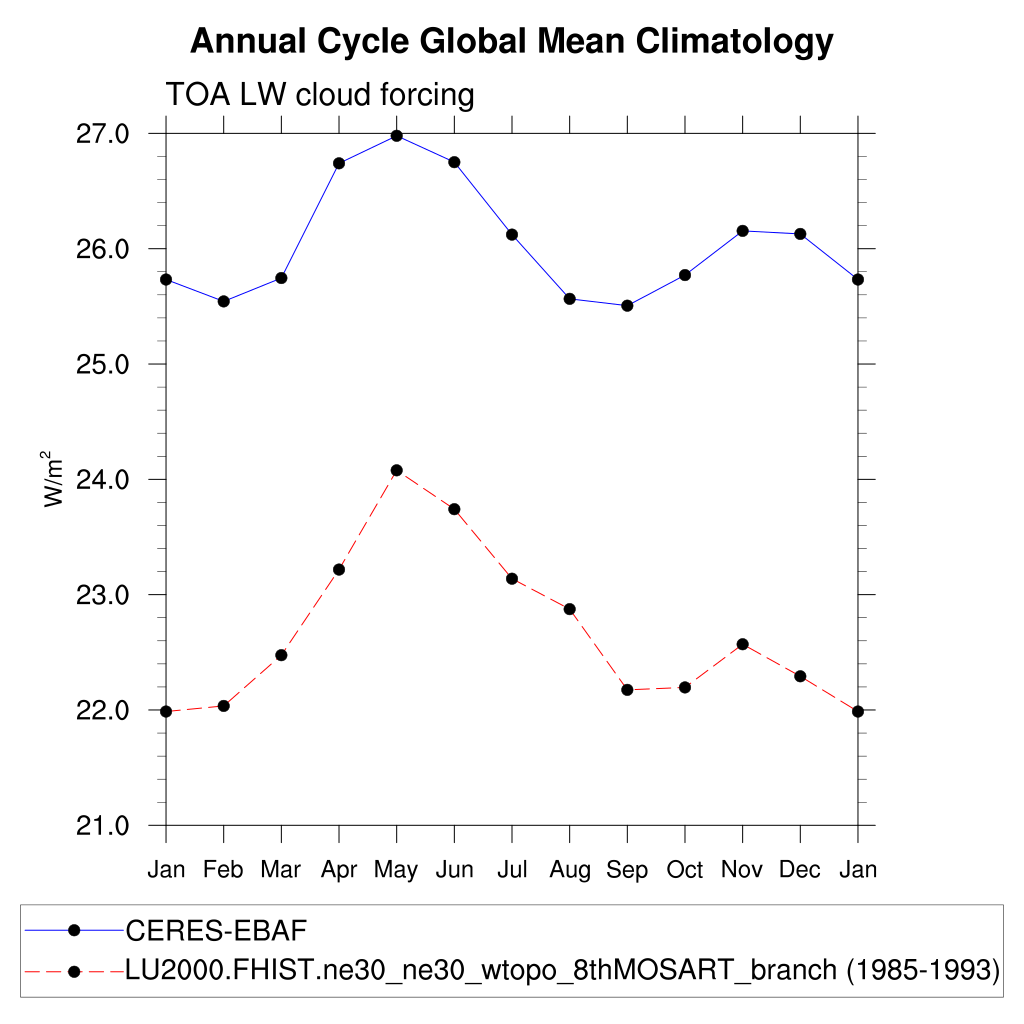 Annual Cycle Global Mean Climatology
TOA LW cloud forcing
27.0
26.0
25.0
24.0
23.0
22.0
21.0
W/m²
Jan Feb Mar Apr May Jun Jul Aug Sep Oct Nov Dec Jan
CERES-EBAF
LU2000.FHIST.ne30_ne30_wtopo_8thMOSART_branch (1985-1993)